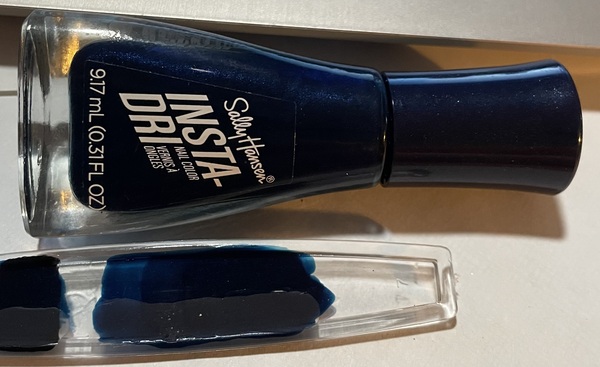 Sally Hansen®
INSTA-
DRI
NAIL COLOR
VERNIS À
ONGLES
9.17 mL (0.31 FL OZ)